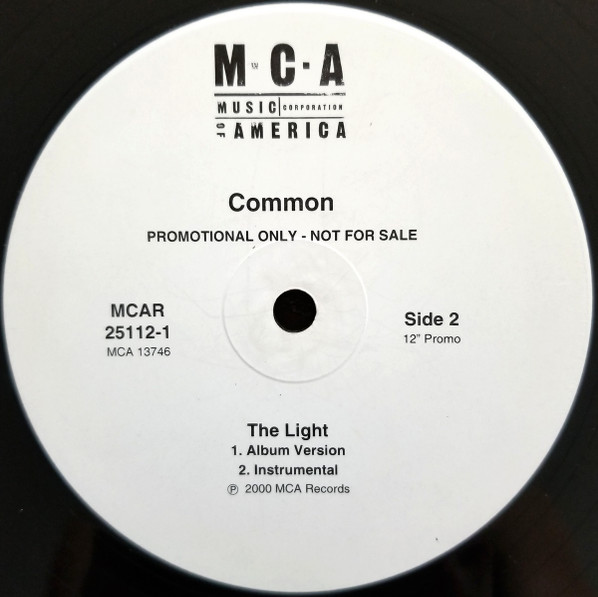 M·C·A
MUSIC CORPORATION
OF AMERICA
Common
PROMOTIONAL ONLY - NOT FOR SALE
MCAR
25112-1
MCA 13746
Side 2
12" Promo
The Light
1. Album Version
2. Instrumental
℗ 2000 MCA Records